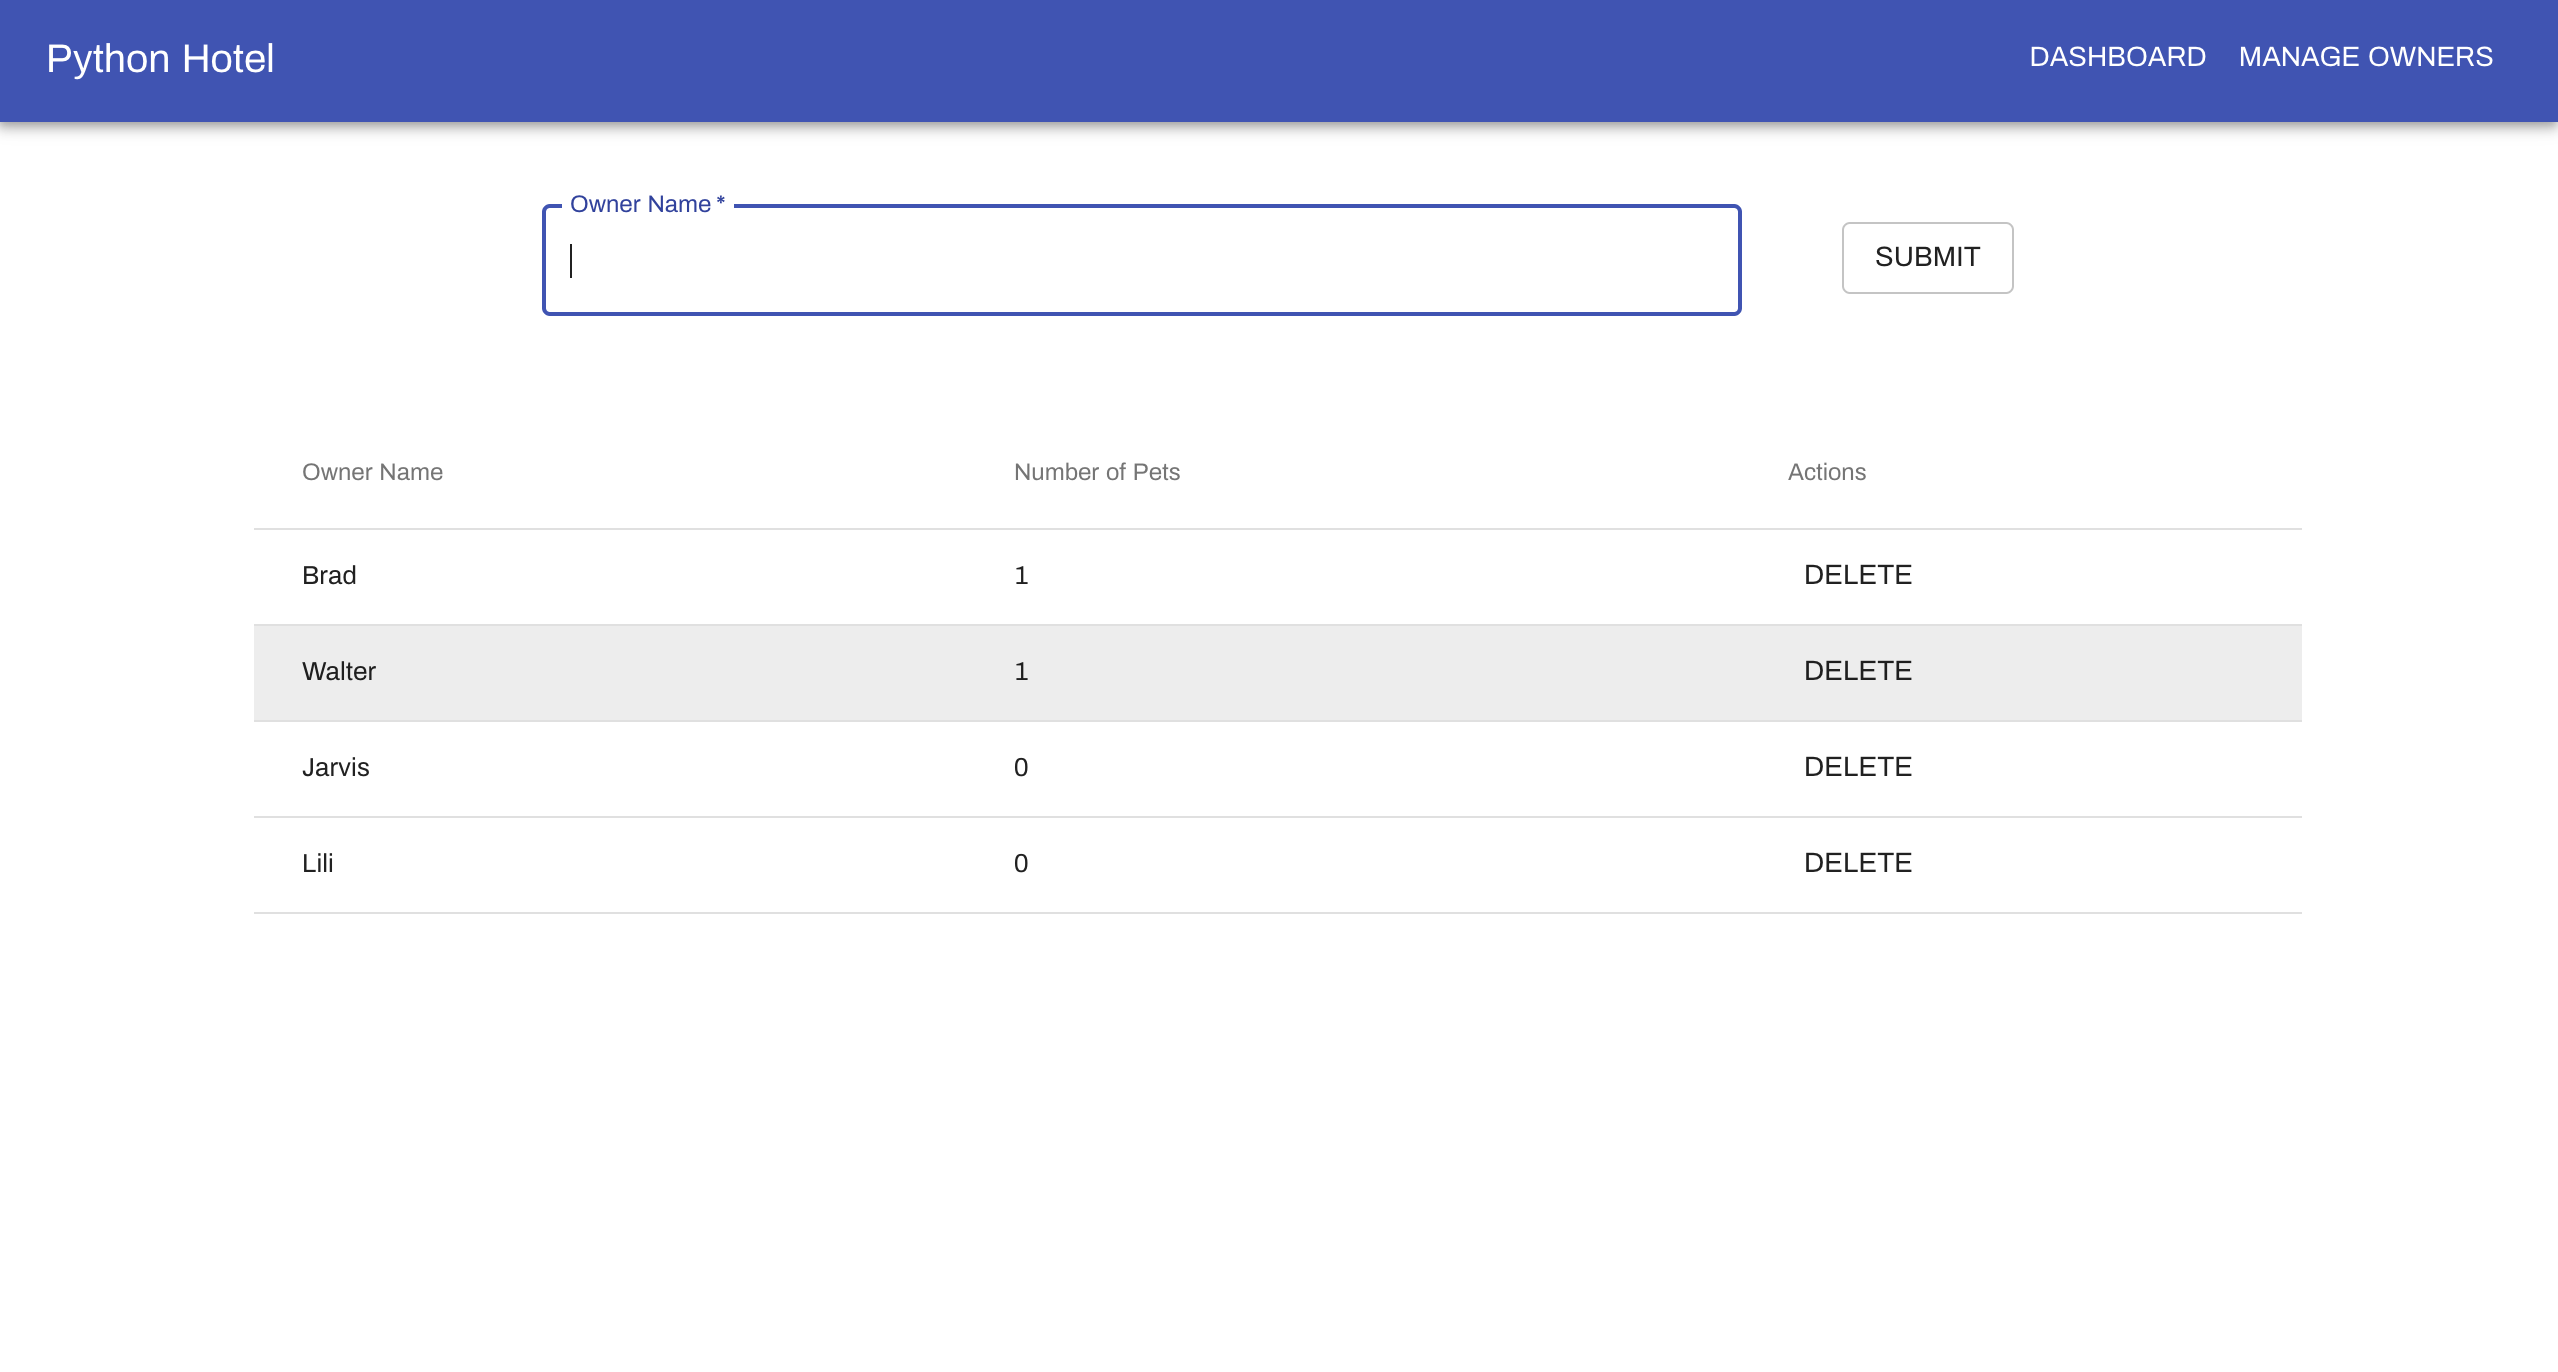 Python Hotel DASHBOARD MANAGE OWNERS
Owner Name *
SUBMIT
Owner Name Number of Pets Actions
Brad 1 DELETE
Walter 1 DELETE
Jarvis 0 DELETE
Lili 0 DELETE